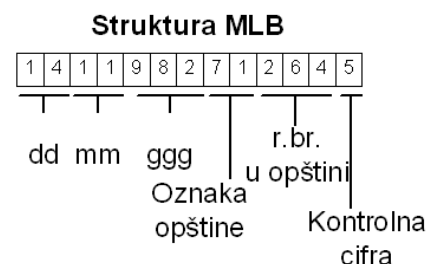 Struktura MLB
1 4 1 1 9 8 2 7 1 2 6 4 5
dd mm ggg
Oznaka
opštine
r.br.
u opštini
Kontrolna
cifra